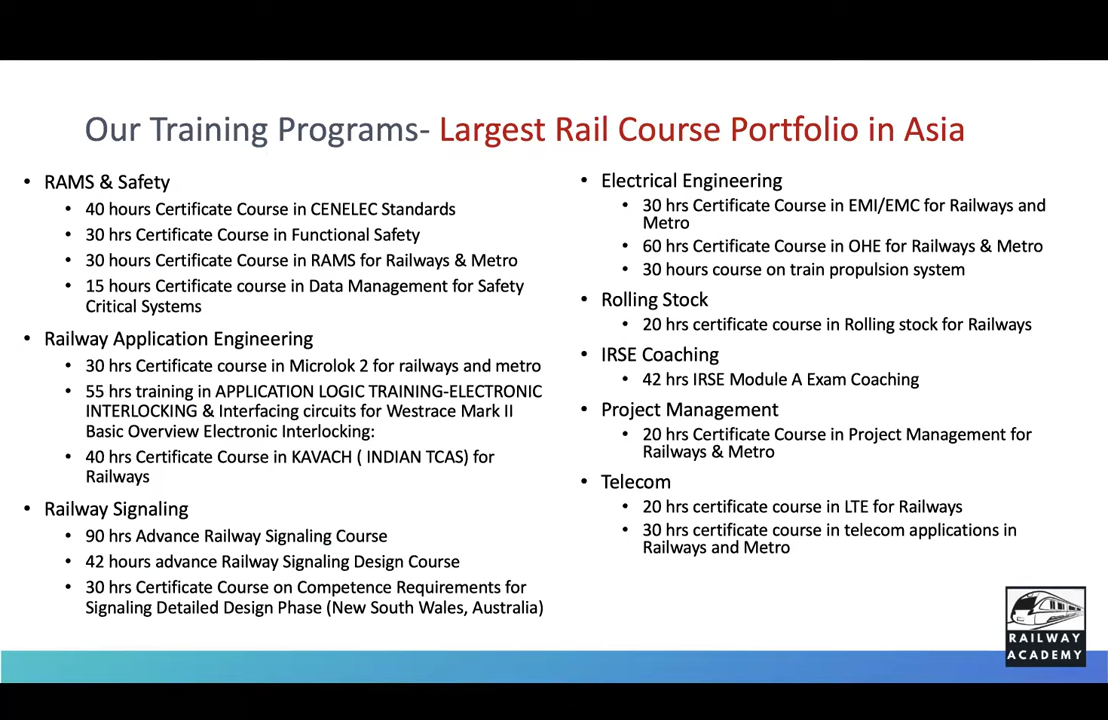 Our Training Programs- Largest Rail Course Portfolio in Asia
• RAMS & Safety
• 40 hours Certificate Course in CENELEC Standards
• 30 hrs Certificate Course in Functional Safety
• 30 hours Certificate Course in RAMS for Railways & Metro
• 15 hours Certificate course in Data Management for Safety
Critical Systems
• Railway Application Engineering
• 30 hrs Certificate course in Microlok 2 for railways and metro
• 55 hrs training in APPLICATION LOGIC TRAINING-ELECTRONIC
INTERLOCKING & Interfacing circuits for Westrace Mark II
Basic Overview Electronic Interlocking:
• 40 hrs Certificate Course in KAVACH ( INDIAN TCAS) for
Railways
• Railway Signaling
• 90 hrs Advance Railway Signaling Course
• 42 hours advance Railway Signaling Design Course
• 30 hrs Certificate Course on Competence Requirements for
Signaling Detailed Design Phase (New South Wales, Australia)
• Electrical Engineering
• 30 hrs Certificate Course in EMI/EMC for Railways and
Metro
• 60 hrs Certificate Course in OHE for Railways & Metro
• 30 hours course on train propulsion system
• Rolling Stock
• 20 hrs certificate course in Rolling stock for Railways
• IRSE Coaching
• 42 hrs IRSE Module A Exam Coaching
• Project Management
• 20 hrs Certificate Course in Project Management for
Railways & Metro
• Telecom
• 20 hrs certificate course in LTE for Railways
• 30 hrs certificate course in telecom applications in
Railways and Metro
RAILWAY
ACADEMY